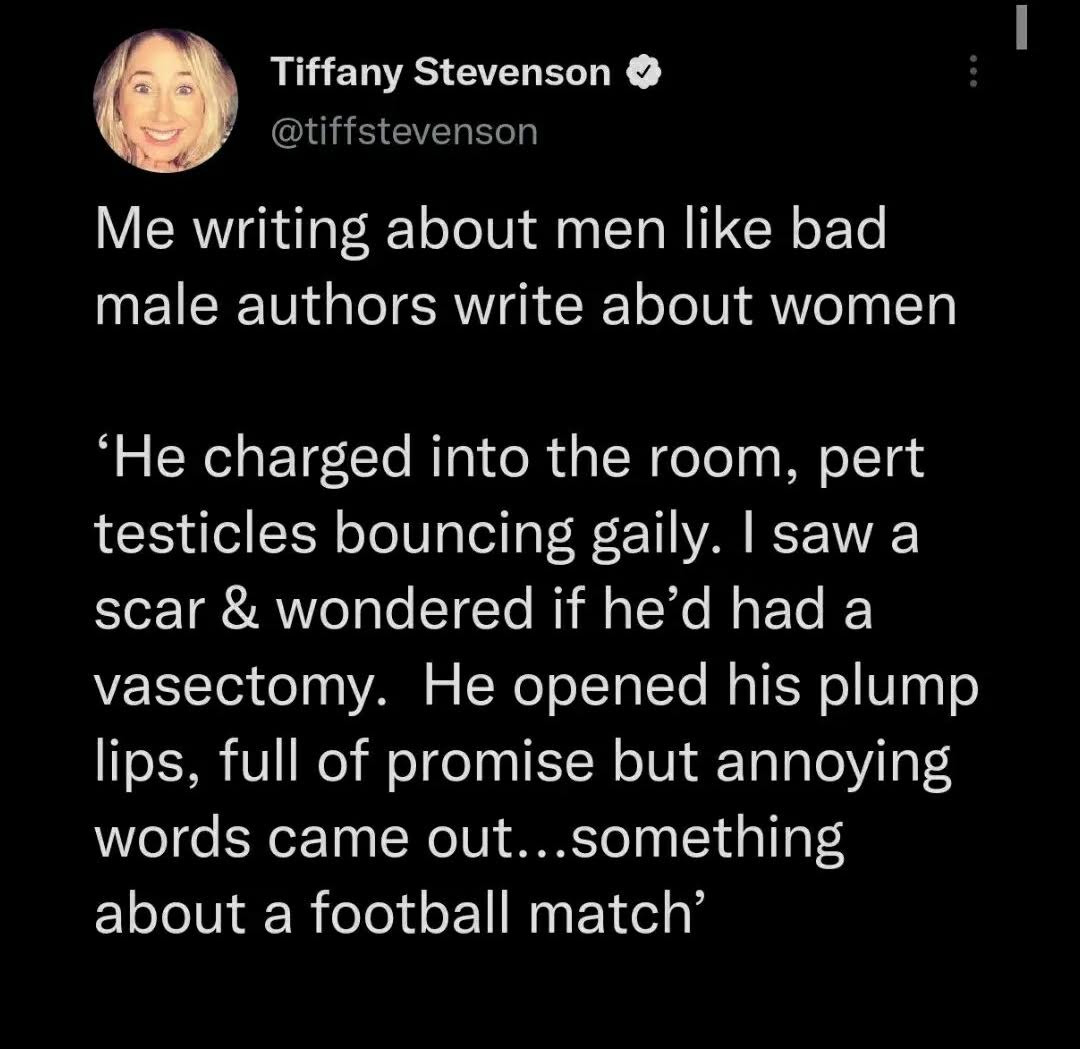 Tiffany Stevenson
@tiffstevenson
Me writing about men like bad
male authors write about women
‘He charged into the room, pert
testicles bouncing gaily. I saw a
scar & wondered if he’d had a
vasectomy.  He opened his plump
lips, full of promise but annoying
words came out...something
about a football match’